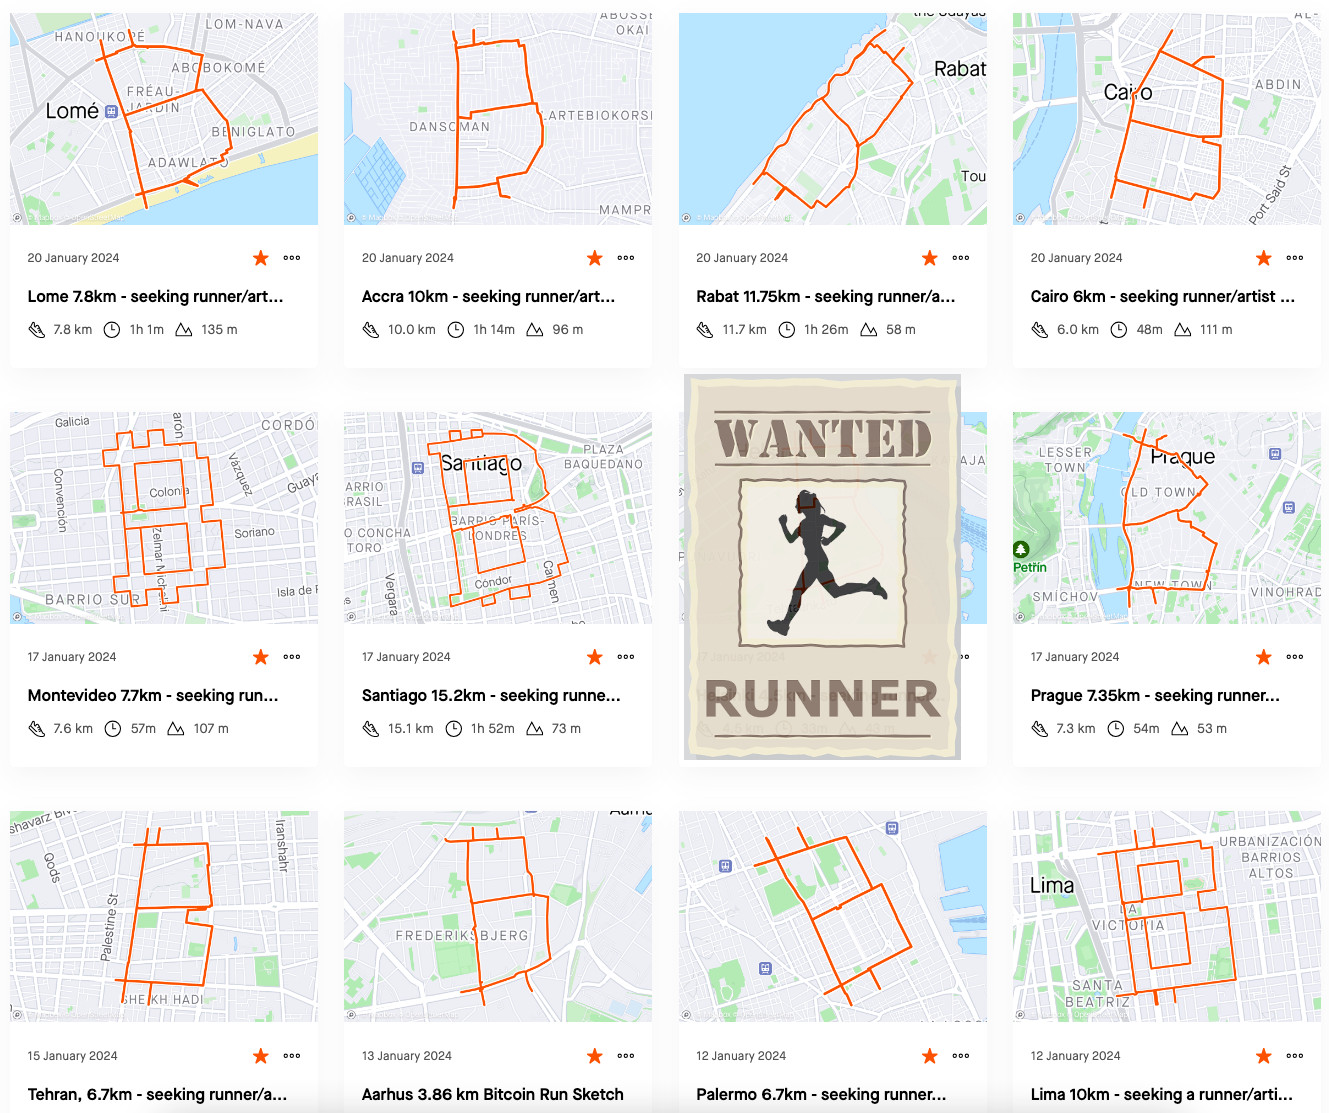 HANOUKOPÉ
LOM-NAVA
ABOBOKOMÉ
FRÉAU-
JARDIN
Lomé
BENIGLATO
ADAWLATO
20 January 2024
Lome 7.8km - seeking runner/art...
7.8 km 1h 1m 135 m
ABOSSE
OKAI
DANSOMAN
LARTEBIOKORSI
MAMPR
20 January 2024
Accra 10km - seeking runner/art...
10.0 km 1h 14m 96 m
Rabat
Tou
20 January 2024
Rabat 11.75km - seeking runner/a...
11.7 km 1h 26m 58 m
AL-
Cairo
ABDIN
Port Said St
20 January 2024
Cairo 6km - seeking runner/artist ...
6.0 km 48m 111 m
Galicia
CORDÓ
Convención
Vázquez
Guaya
Colonia
Soriano
Zelmar Michelini
BARRIO SUR
Isla de F
17 January 2024
Montevideo 7.7km - seeking run...
7.6 km 57m 107 m
Santiago
PLAZA
BAQUEDANO
ARRIO
BRASIL
BARRIO PARÍS-
LONDRES
O CONCHA
TORO
Vergara
Cóndor
Carmen
17 January 2024
Santiago 15.2km - seeking runne...
15.1 km 1h 52m 73 m
WANTED
RUNNER
LESSER
TOWN
Prague
OLD TOWN
Petřín
NEW TOWN
SMÍCHOV
VINOHRAD
17 January 2024
Prague 7.35km - seeking runner...
7.3 km 54m 53 m
shavarz Blv
Qods
Iranshahr
Palestine St
SHEIKH HADI
15 January 2024
Tehran, 6.7km - seeking runner/a...
FREDERIKSBJERG
13 January 2024
Aarhus 3.86 km Bitcoin Run Sketch
12 January 2024
Palermo 6.7km - seeking runner...
URBANIZACIÓN
BARRIOS
ALTOS
Lima
LA
VICTORIA
SANTA
BEATRIZ
12 January 2024
Lima 10km - seeking a runner/arti...